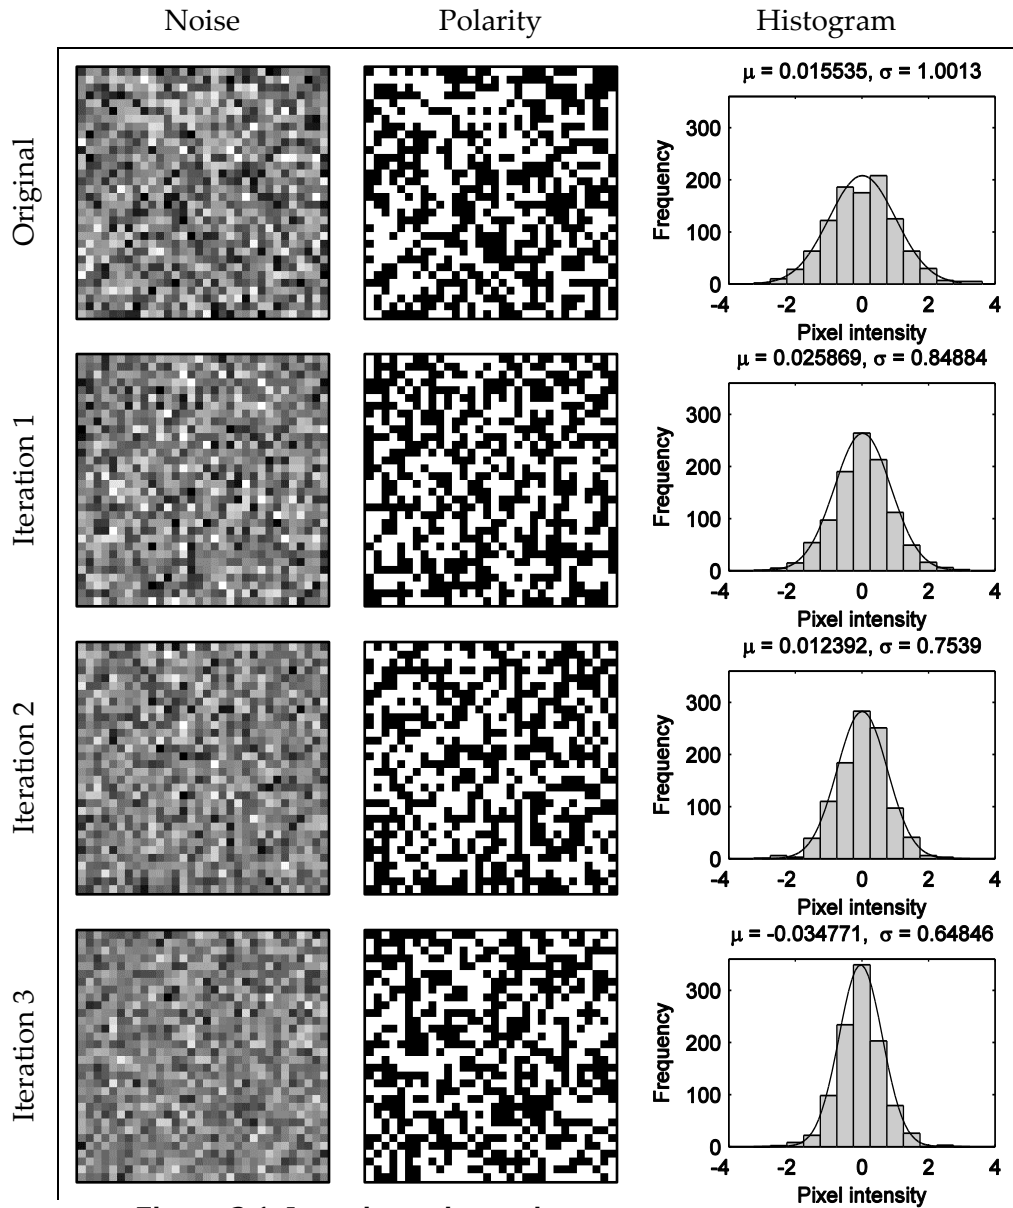 Noise Polarity Histogram
Original
μ = 0.015535, σ = 1.0013
Frequency
300
200
100
0
-4 -2 0 2 4
Pixel intensity
Iteration 1
μ = 0.025869, σ = 0.84884
Frequency
300
200
100
0
-4 -2 0 2 4
Pixel intensity
Iteration 2
μ = 0.012392, σ = 0.7539
Frequency
300
200
100
0
-4 -2 0 2 4
Pixel intensity
Iteration 3
μ = -0.034771, σ = 0.64846
Frequency
300
200
100
0
-4 -2 0 2 4
Pixel intensity